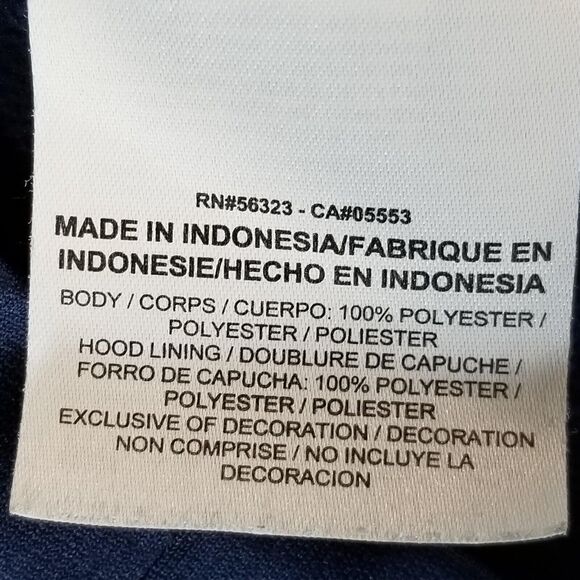 RN#56323 - CA#05553
MADE IN INDONESIA/FABRIQUE EN
INDONESIE/HECHO EN INDONESIA
BODY / CORPS / CUERPO: 100% POLYESTER /
POLYESTER / POLIESTER
HOOD LINING / DOUBLURE DE CAPUCHE /
FORRO DE CAPUCHA: 100% POLYESTER /
POLYESTER / POLIESTER
EXCLUSIVE OF DECORATION / DECORATION
NON COMPRISE / NO INCLUYE LA
DECORACION